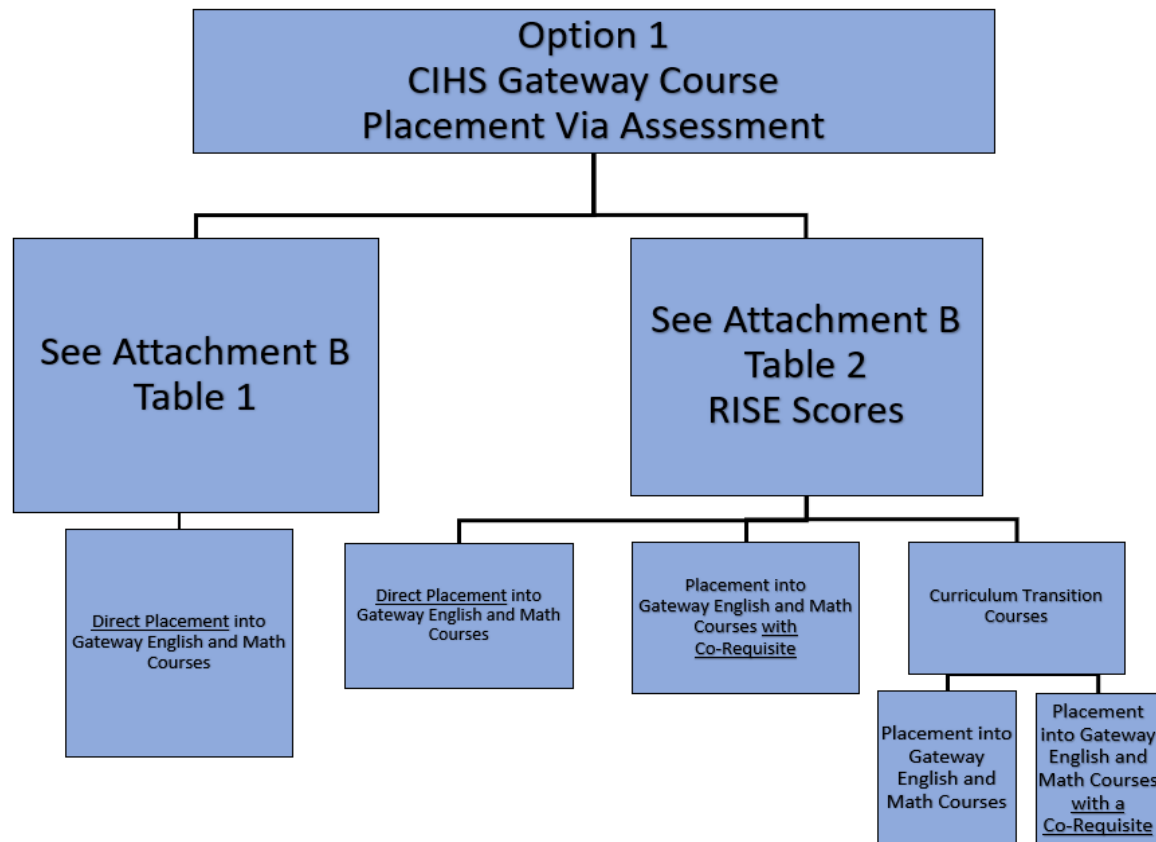 Option 1
CIHS Gateway Course
Placement Via Assessment
See Attachment B
Table 1
See Attachment B
Table 2
RISE Scores
Direct Placement into
Gateway English and Math
Courses
Direct Placement into
Gateway English and Math
Courses
Placement into
Gateway English and Math
Courses with
Co-Requisite
Curriculum Transition
Courses
Placement into
Gateway
English and
Math Courses
Placement
into Gateway
English and
Math Courses
with a
Co-Requisite